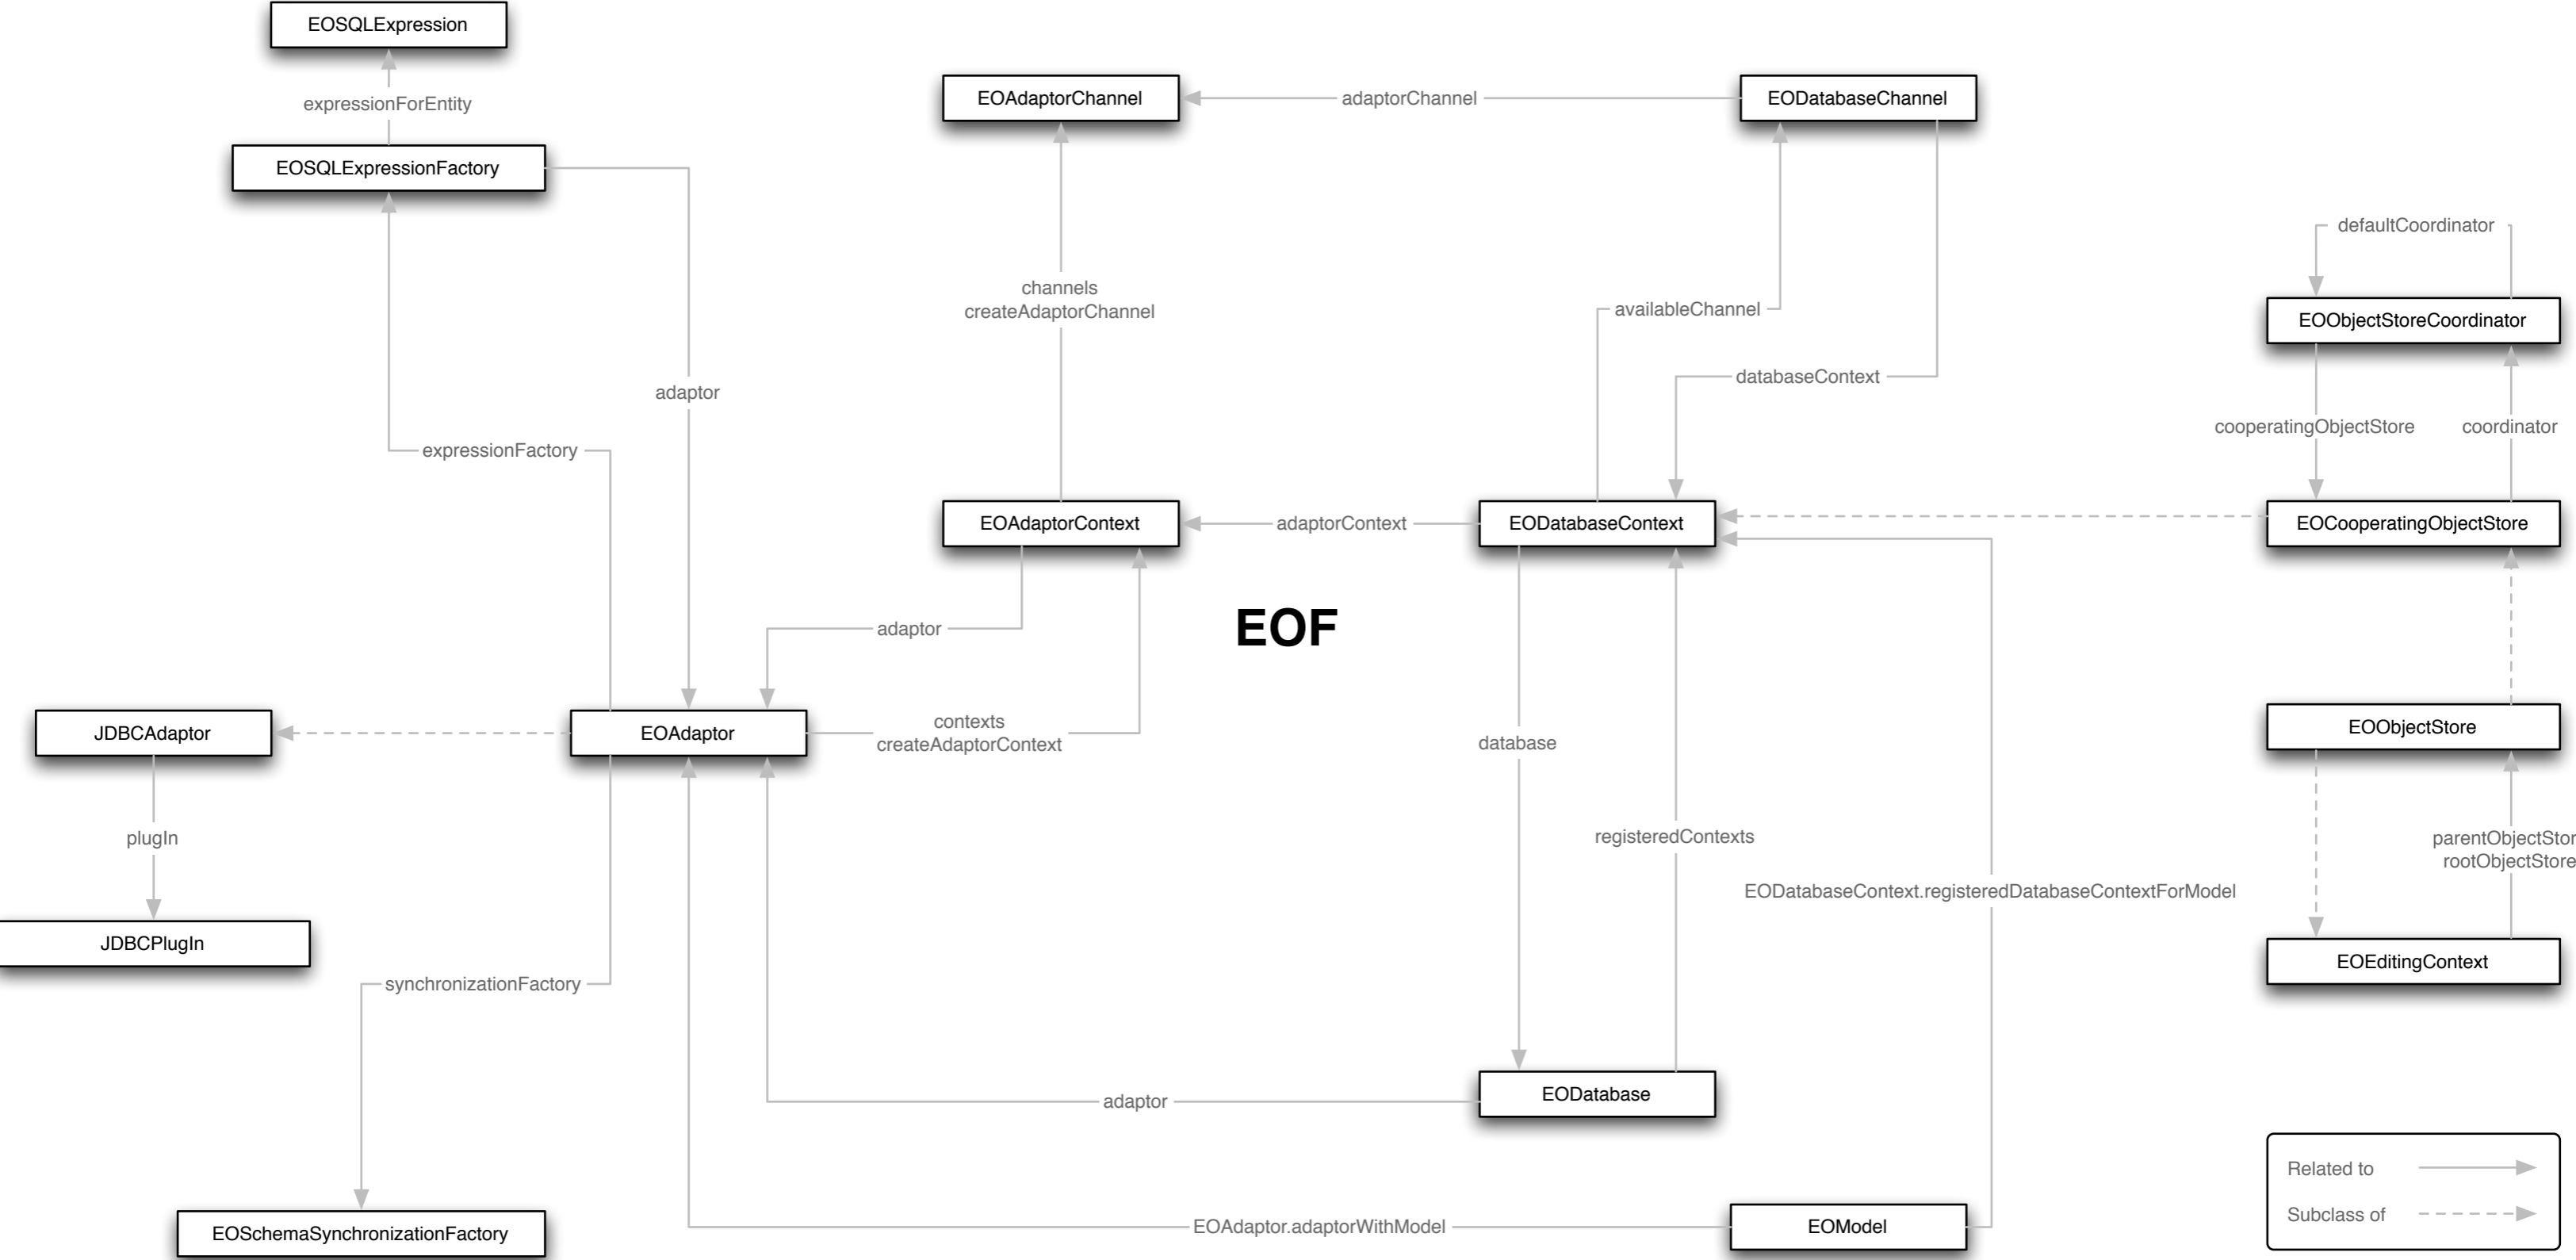 EOSQLExpression
expressionForEntity
EOSQLExpressionFactory
EOAdaptorChannel
adaptorChannel
EODatabaseChannel
defaultCoordinator
channels
createAdaptorChannel
availableChannel
EOObjectStoreCoordinator
adaptor
databaseContext
expressionFactory
cooperatingObjectStore
coordinator
EOAdaptorContext
adaptorContext
EODatabaseContext
EOCooperatingObjectStore
adaptor
EOF
JDBCAdaptor
EOAdaptor
contexts
createAdaptorContext
database
EOObjectStore
plugIn
registeredContexts
parentObjectStor
rootObjectStore
EODatabaseContext.registeredDatabaseContextForModel
JDBCPlugIn
EOEditingContext
synchronizationFactory
adaptor
EODatabase
Related to
Subclass of
EOSchemaSynchronizationFactory
EOAdaptor.adaptorWithModel
EOModel